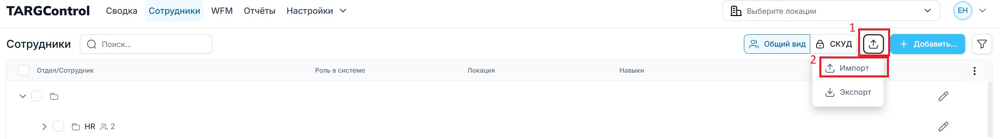 TARGControl Сводка Сотрудники WFM Отчёты Настройки Выберите локации EH
1
Сотрудники Поиск... Общий вид СКУД Добавить...
2 Импорт
Отдел/Сотрудник Роль в системе Локация Навыки
Экспорт
HR 2